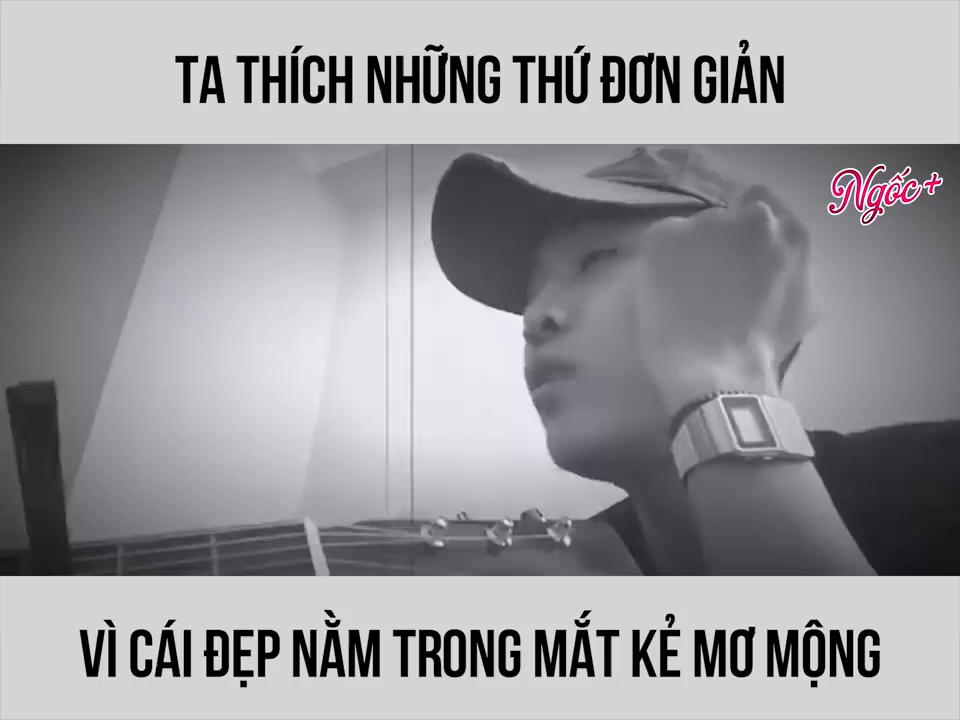 TA THÍCH NHỮNG THỨ ĐƠN GIẢN
Ngốc+
VÌ CÁI ĐẸP NẰM TRONG MẮT KẺ MƠ MỘNG